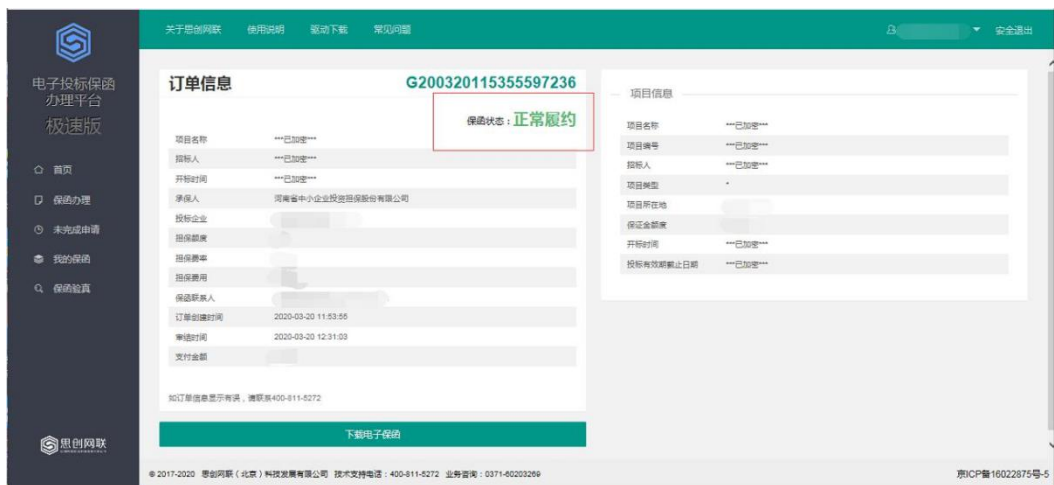 关于思创网联 使用说明 驱动下载 常见问题 安全退出
电子投标保函
办理平台
极速版
首页
保函办理
未完成申请
我的保函
保函验真
思创网联
订单信息 G200320115355597236
保函状态：正常履约
项目名称 ***已加密***
招标人 ***已加密***
开标时间 ***已加密***
承保人 河南省中小企业投资担保股份有限公司
投标企业
担保额度
担保费率
担保费用
保函联系人
订单创建时间 2020-03-20 11:53:55
审结时间 2020-03-20 12:31:03
支付金额
如订单信息显示有误，请联系400-811-5272
下载电子保函
项目信息
项目名称 ***已加密***
项目编号 ***已加密***
招标人 ***已加密***
项目类型 *
项目所在地
保证金额度
开标时间 ***已加密***
投标有效期截止日期 ***已加密***
© 2017-2020 思创网联（北京）科技发展有限公司 技术支持电话：400-811-5272 业务咨询：0371-60203269 京ICP备16022875号-5